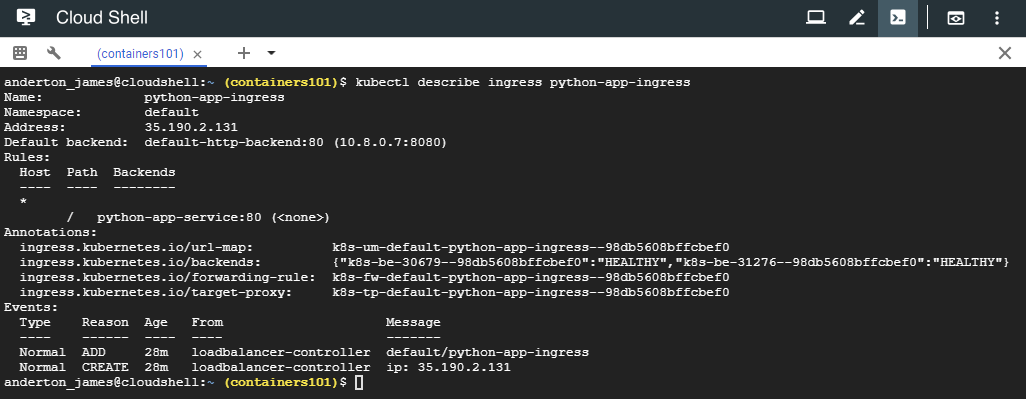 Cloud Shell
(containers101)
anderton_james@cloudshell:~ (containers101)$ kubectl describe ingress python-app-ingress
Name:             python-app-ingress
Namespace:        default
Address:          35.190.2.131
Default backend:  default-http-backend:80 (10.8.0.7:8080)
Rules:
  Host  Path  Backends
  ----  ----  --------
  *
        /   python-app-service:80 (<none>)
Annotations:
  ingress.kubernetes.io/url-map:          k8s-um-default-python-app-ingress--98db5608bffcbef0
  ingress.kubernetes.io/backends:         {"k8s-be-30679--98db5608bffcbef0":"HEALTHY","k8s-be-31276--98db5608bffcbef0":"HEALTHY"}
  ingress.kubernetes.io/forwarding-rule:  k8s-fw-default-python-app-ingress--98db5608bffcbef0
  ingress.kubernetes.io/target-proxy:     k8s-tp-default-python-app-ingress--98db5608bffcbef0
Events:
  Type    Reason  Age   From                     Message
  ----    ------  ----  ----                     -------
  Normal  ADD     28m   loadbalancer-controller  default/python-app-ingress
  Normal  CREATE  28m   loadbalancer-controller  ip: 35.190.2.131
anderton_james@cloudshell:~ (containers101)$